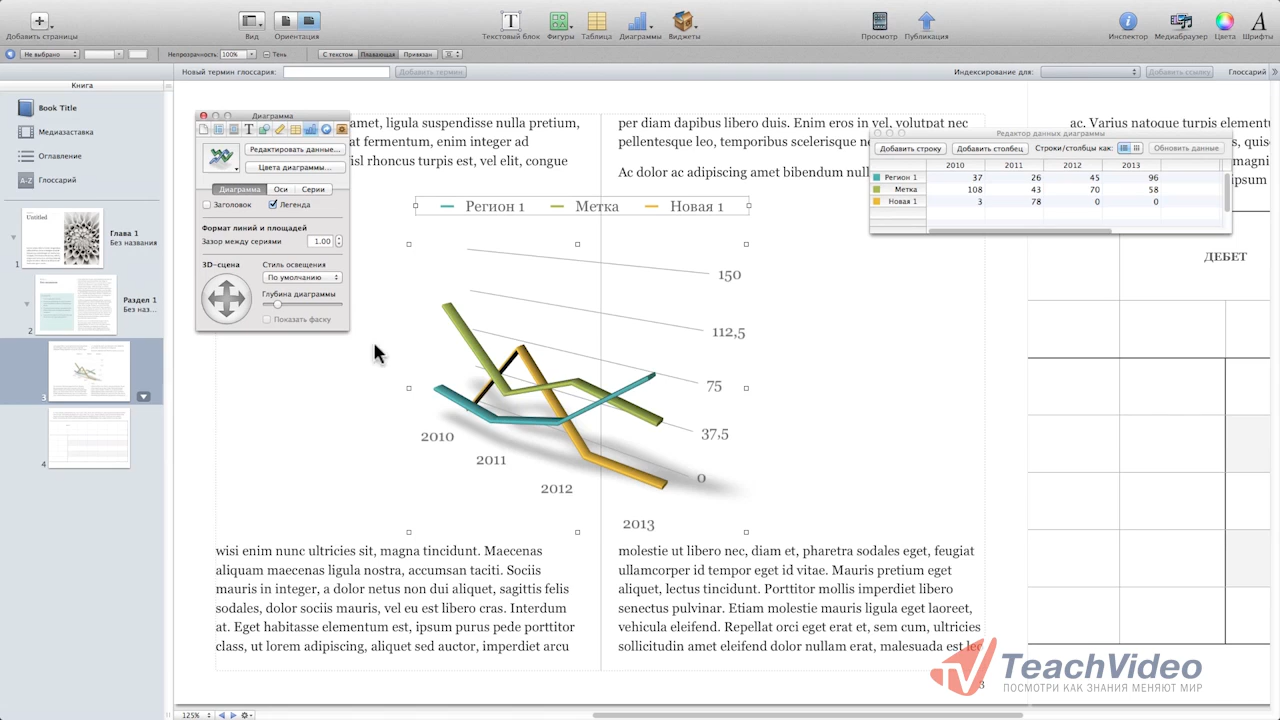 Добавить страницы
Вид
Ориентация
Текстовый блок
Фигуры
Таблица
Диаграммы
Виджеты
Просмотр
Публикация
Инспектор
Медиабраузер
Цвета
Шрифты
Не выбрано
Непрозрачность: 100%
Тень
С текстом
Плавающая
Привязан
Новый термин глоссария:
Добавить термин
Индексирование для:
Добавить ссылку
Глоссарий
Книга
Book Title
Медиазаставка
Оглавление
A-Z Глоссарий
Untitled
Глава 1
Без названия
1
Раздел 1
Без наз...
2
3
4
Диаграмма
Редактировать данные...
Цвета диаграммы...
Диаграмма Оси Серии
Заголовок Легенда
Формат линий и площадей
Зазор между сериями 1.00
3D-сцена
Стиль освещения
По умолчанию
Глубина диаграммы
Показать фаску
amet, ligula suspendisse nulla pretium,
at fermentum, enim integer ad
isl rhoncus turpis est, vel elit, congue
Регион 1 Метка Новая 1
150
112,5
75
37,5
0
2010
2011
2012
2013
wisi enim nunc ultricies sit, magna tincidunt. Maecenas
aliquam maecenas ligula nostra, accumsan taciti. Sociis
mauris in integer, a dolor netus non dui aliquet, sagittis felis
sodales, dolor sociis mauris, vel eu est libero cras. Interdum
at. Eget habitasse elementum est, ipsum purus pede porttitor
class, ut lorem adipiscing, aliquet sed auctor, imperdiet arcu
per diam dapibus libero duis. Enim eros in vel, volutpat nec
pellentesque leo, temporibus scelerisque
Ac dolor ac adipiscing amet bibendum
molestie ut libero nec, diam et, pharetra sodales eget, feugiat
ullamcorper id tempor eget id vitae. Mauris pretium eget
aliquet, lectus tincidunt. Porttitor mollis imperdiet libero
senectus pulvinar. Etiam molestie mauris ligula eget laoreet,
vehicula eleifend. Repellat orci eget erat et, sem cum, ultricies
sollicitudin amet eleifend dolor nullam erat, malesuada est
3
Редактор данных диаграммы
Добавить строку
Добавить столбец
Строки/столбцы как:
Обновить данные
2010 2011 2012 2013
Регион 1 37 26 45 96
Метка 108 43 70 58
Новая 1 3 78 0 0
ac. Varius natoque turpis
ДЕБЕТ
TeachVideo
ПОСМОТРИ КАК ЗНАНИЯ МЕНЯЮТ МИР
125%